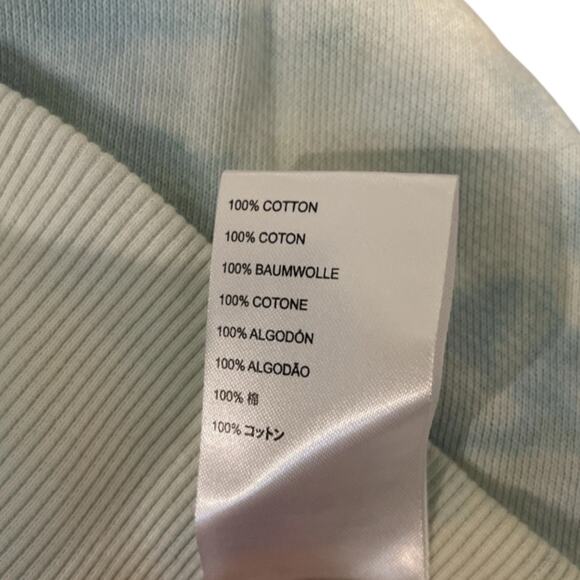 100% COTTON
100% COTON
100% BAUMWOLLE
100% COTONE
100% ALGODÓN
100% ALGODÃO
100% 棉
100% コットン